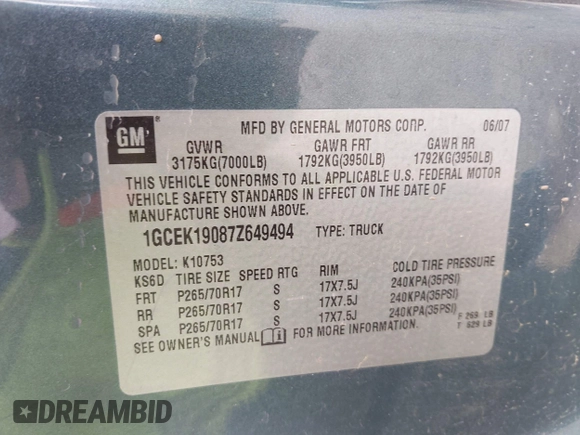 GM
MFD BY GENERAL MOTORS CORP. 06/07
GVWR GAWR FRT GAWR RR
3175KG(7000LB) 1792KG(3950LB) 1792KG(3950LB)
THIS VEHICLE CONFORMS TO ALL APPLICABLE U.S. FEDERAL MOTOR
VEHICLE SAFETY STANDARDS IN EFFECT ON THE DATE OF
MANUFACTURE SHOWN ABOVE.
1GCEK19087Z649494 TYPE: TRUCK
MODEL: K10753
KS6D TIRE SIZE SPEED RTG RIM COLD TIRE PRESSURE
FRT P265/70R17 S 17X7.5J 240KPA(35PSI)
RR P265/70R17 S 17X7.5J 240KPA(35PSI)
SPA P265/70R17 S 17X7.5J 240KPA(35PSI)
SEE OWNER'S MANUAL FOR MORE INFORMATION.
F 269 LB
T 629 LB
DREAMBID